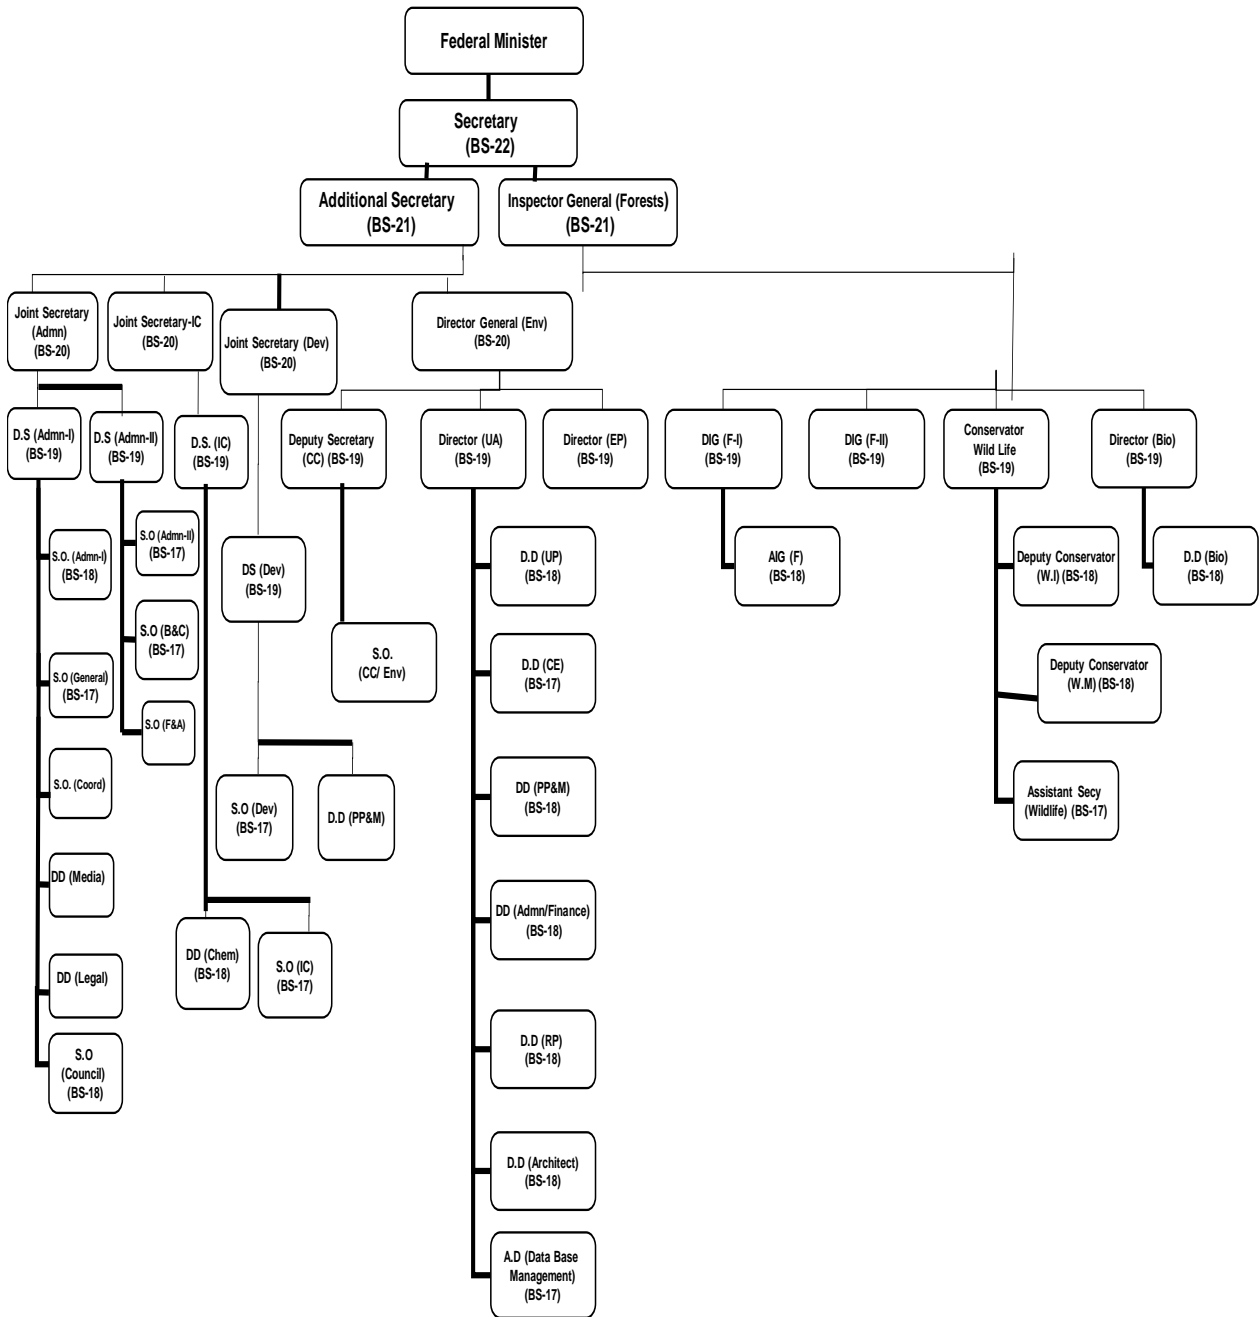 Federal Minister
Secretary
(BS-22)
Additional Secretary
(BS-21)
Inspector General (Forests)
(BS-21)
Joint Secretary
(Admn)
(BS-20)
Joint Secretary-IC
(BS-20)
Joint Secretary (Dev)
(BS-20)
Director General (Env)
(BS-20)
D.S (Admn-I)
(BS-19)
D.S (Admn-II)
(BS-19)
D.S. (IC)
(BS-19)
Deputy Secretary
(CC) (BS-19)
Director (UA)
(BS-19)
Director (EP)
(BS-19)
DIG (F-I)
(BS-19)
DIG (F-II)
(BS-19)
Conservator
Wild Life
(BS-19)
Director (Bio)
(BS-19)
S.O. (Admn-I)
(BS-18)
S.O (Admn-II)
(BS-17)
DS (Dev)
(BS-19)
D.D (UP)
(BS-18)
AIG (F)
(BS-18)
Deputy Conservator
(W.I) (BS-18)
D.D (Bio)
(BS-18)
S.O (B&C)
(BS-17)
S.O.
(CC/ Env)
D.D (CE)
(BS-17)
Deputy Conservator
(W.M) (BS-18)
S.O (General)
(BS-17)
S.O (F&A)
S.O. (Coord)
S.O (Dev)
(BS-17)
D.D (PP&M)
DD (PP&M)
(BS-18)
Assistant Secy
(Wildlife) (BS-17)
DD (Media)
DD (Chem)
(BS-18)
S.O (IC)
(BS-17)
DD (Admn/Finance)
(BS-18)
DD (Legal)
S.O
(Council)
(BS-18)
D.D (RP)
(BS-18)
D.D (Architect)
(BS-18)
A.D (Data Base
Management)
(BS-17)